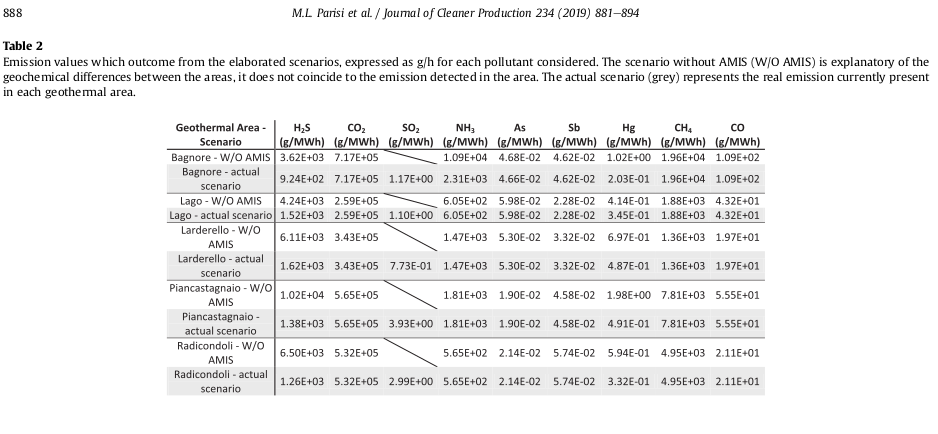 888
M.L. Parisi et al. / Journal of Cleaner Production 234 (2019) 881–894
Table 2
Emission values which outcome from the elaborated scenarios, expressed as g/h for each pollutant considered. The scenario without AMIS (W/O AMIS) is explanatory of the
geochemical differences between the areas, it does not coincide to the emission detected in the area. The actual scenario (grey) represents the real emission currently present
in each geothermal area.
Geothermal Area - H₂S CO₂ SO₂ NH₃ As Sb Hg CH₄ CO
Scenario (g/MWh) (g/MWh) (g/MWh) (g/MWh) (g/MWh) (g/MWh) (g/MWh) (g/MWh) (g/MWh)
Bagnore - W/O AMIS 3.62E+03 7.17E+05 1.09E+04 4.68E-02 4.62E-02 1.02E+00 1.96E+04 1.09E+02
Bagnore - actual
scenario 9.24E+02 7.17E+05 1.17E+00 2.31E+03 4.66E-02 4.62E-02 2.03E-01 1.96E+04 1.09E+02
Lago - W/O AMIS 4.24E+03 2.59E+05 6.05E+02 5.98E-02 2.28E-02 4.14E-01 1.88E+03 4.32E+01
Lago - actual scenario 1.52E+03 2.59E+05 1.10E+00 6.05E+02 5.98E-02 2.28E-02 3.45E-01 1.88E+03 4.32E+01
Larderello - W/O
AMIS 6.11E+03 3.43E+05 1.47E+03 5.30E-02 3.32E-02 6.97E-01 1.36E+03 1.97E+01
Larderello - actual
scenario 1.62E+03 3.43E+05 7.73E-01 1.47E+03 5.30E-02 3.32E-02 4.87E-01 1.36E+03 1.97E+01
Piancastagnaio - W/O
AMIS 1.02E+04 5.65E+05 1.81E+03 1.90E-02 4.58E-02 1.98E+00 7.81E+03 5.55E+01
Piancastagnaio -
actual scenario 1.38E+03 5.65E+05 3.93E+00 1.81E+03 1.90E-02 4.58E-02 4.91E-01 7.81E+03 5.55E+01
Radicondoli - W/O
AMIS 6.50E+03 5.32E+05 5.65E+02 2.14E-02 5.74E-02 5.94E-01 4.95E+03 2.11E+01
Radicondoli - actual
scenario 1.26E+03 5.32E+05 2.99E+00 5.65E+02 2.14E-02 5.74E-02 3.32E-01 4.95E+03 2.11E+01